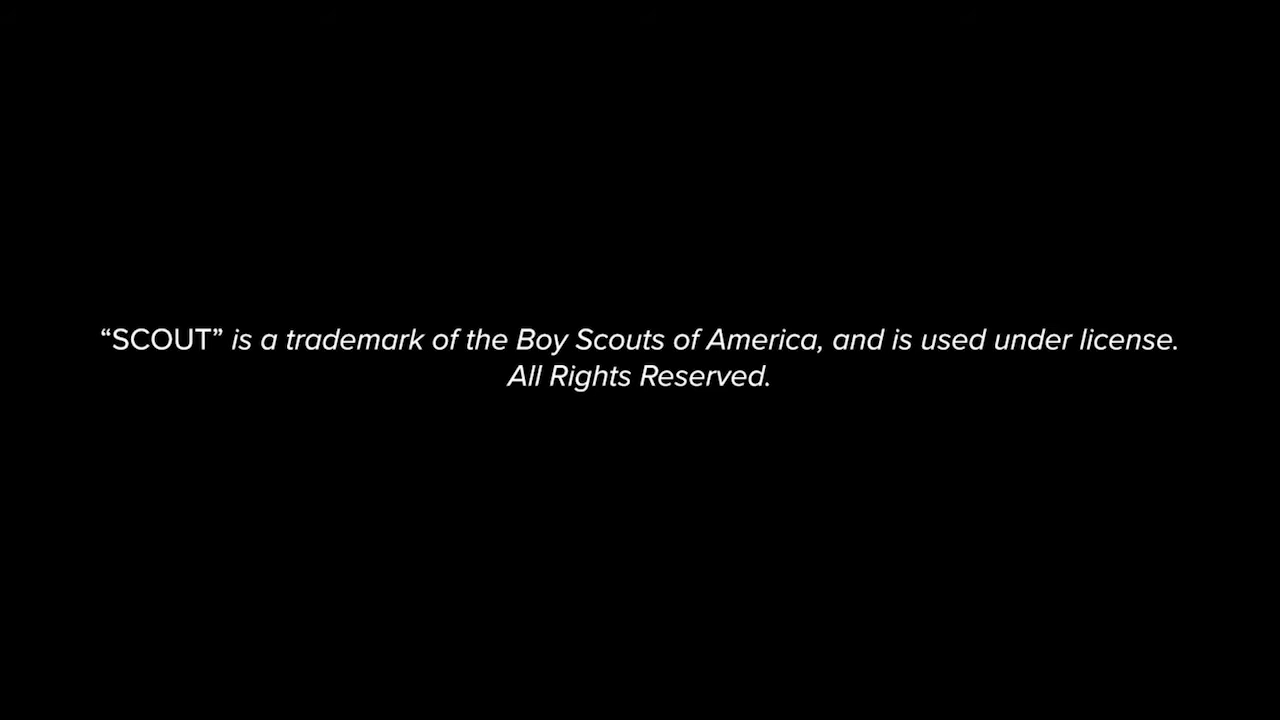 “SCOUT” is a trademark of the Boy Scouts of America, and is used under license.
All Rights Reserved.